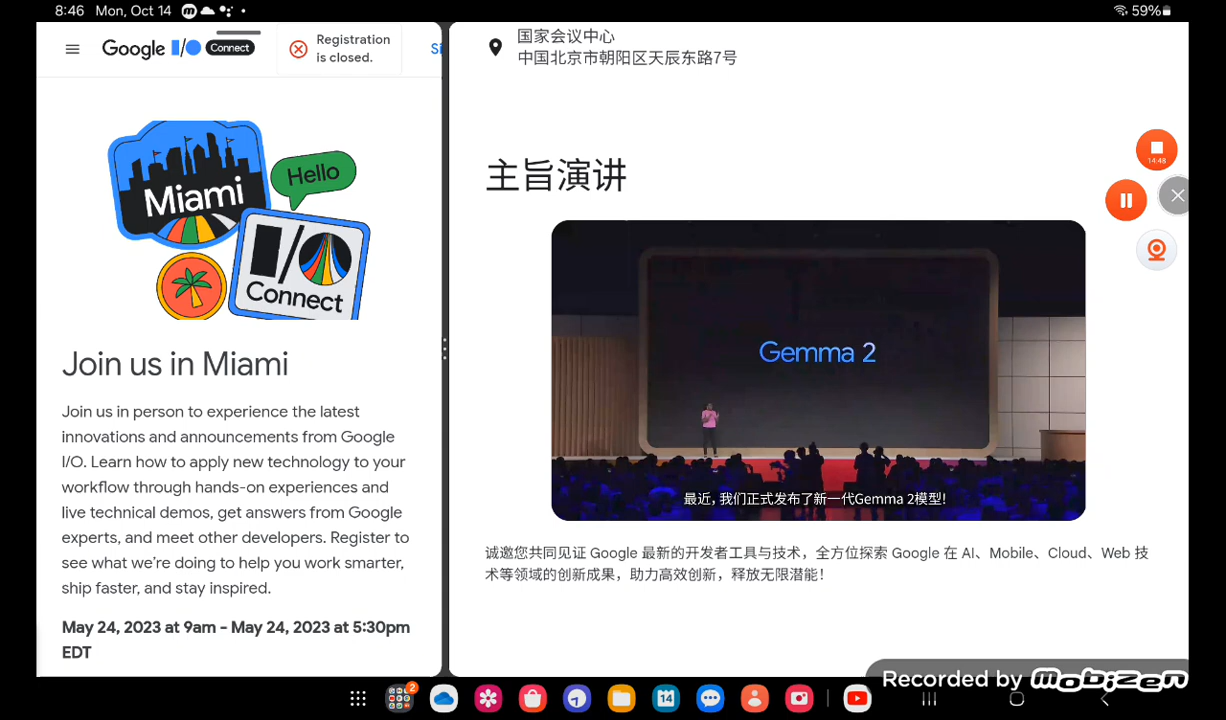 8:46 Mon, Oct 14
59%
Google I/O Connect
Registration
is closed.
Si
Miami
Hello
I/O
Connect
Join us in Miami
Join us in person to experience the latest
innovations and announcements from Google
I/O. Learn how to apply new technology to your
workflow through hands-on experiences and
live technical demos, get answers from Google
experts, and meet other developers. Register to
see what we're doing to help you work smarter,
ship faster, and stay inspired.
May 24, 2023 at 9am - May 24, 2023 at 5:30pm
EDT
国家会议中心
中国北京市朝阳区天辰东路7号
主旨演讲
Gemma 2
最近，我们正式发布了新一代Gemma 2模型!
诚邀您共同见证 Google 最新的开发者工具与技术，全方位探索 Google 在 AI、Mobile、Cloud、Web 技
术等领域的创新成果，助力高效创新，释放无限潜能！
14:48
2
14
Recorded by mobizen